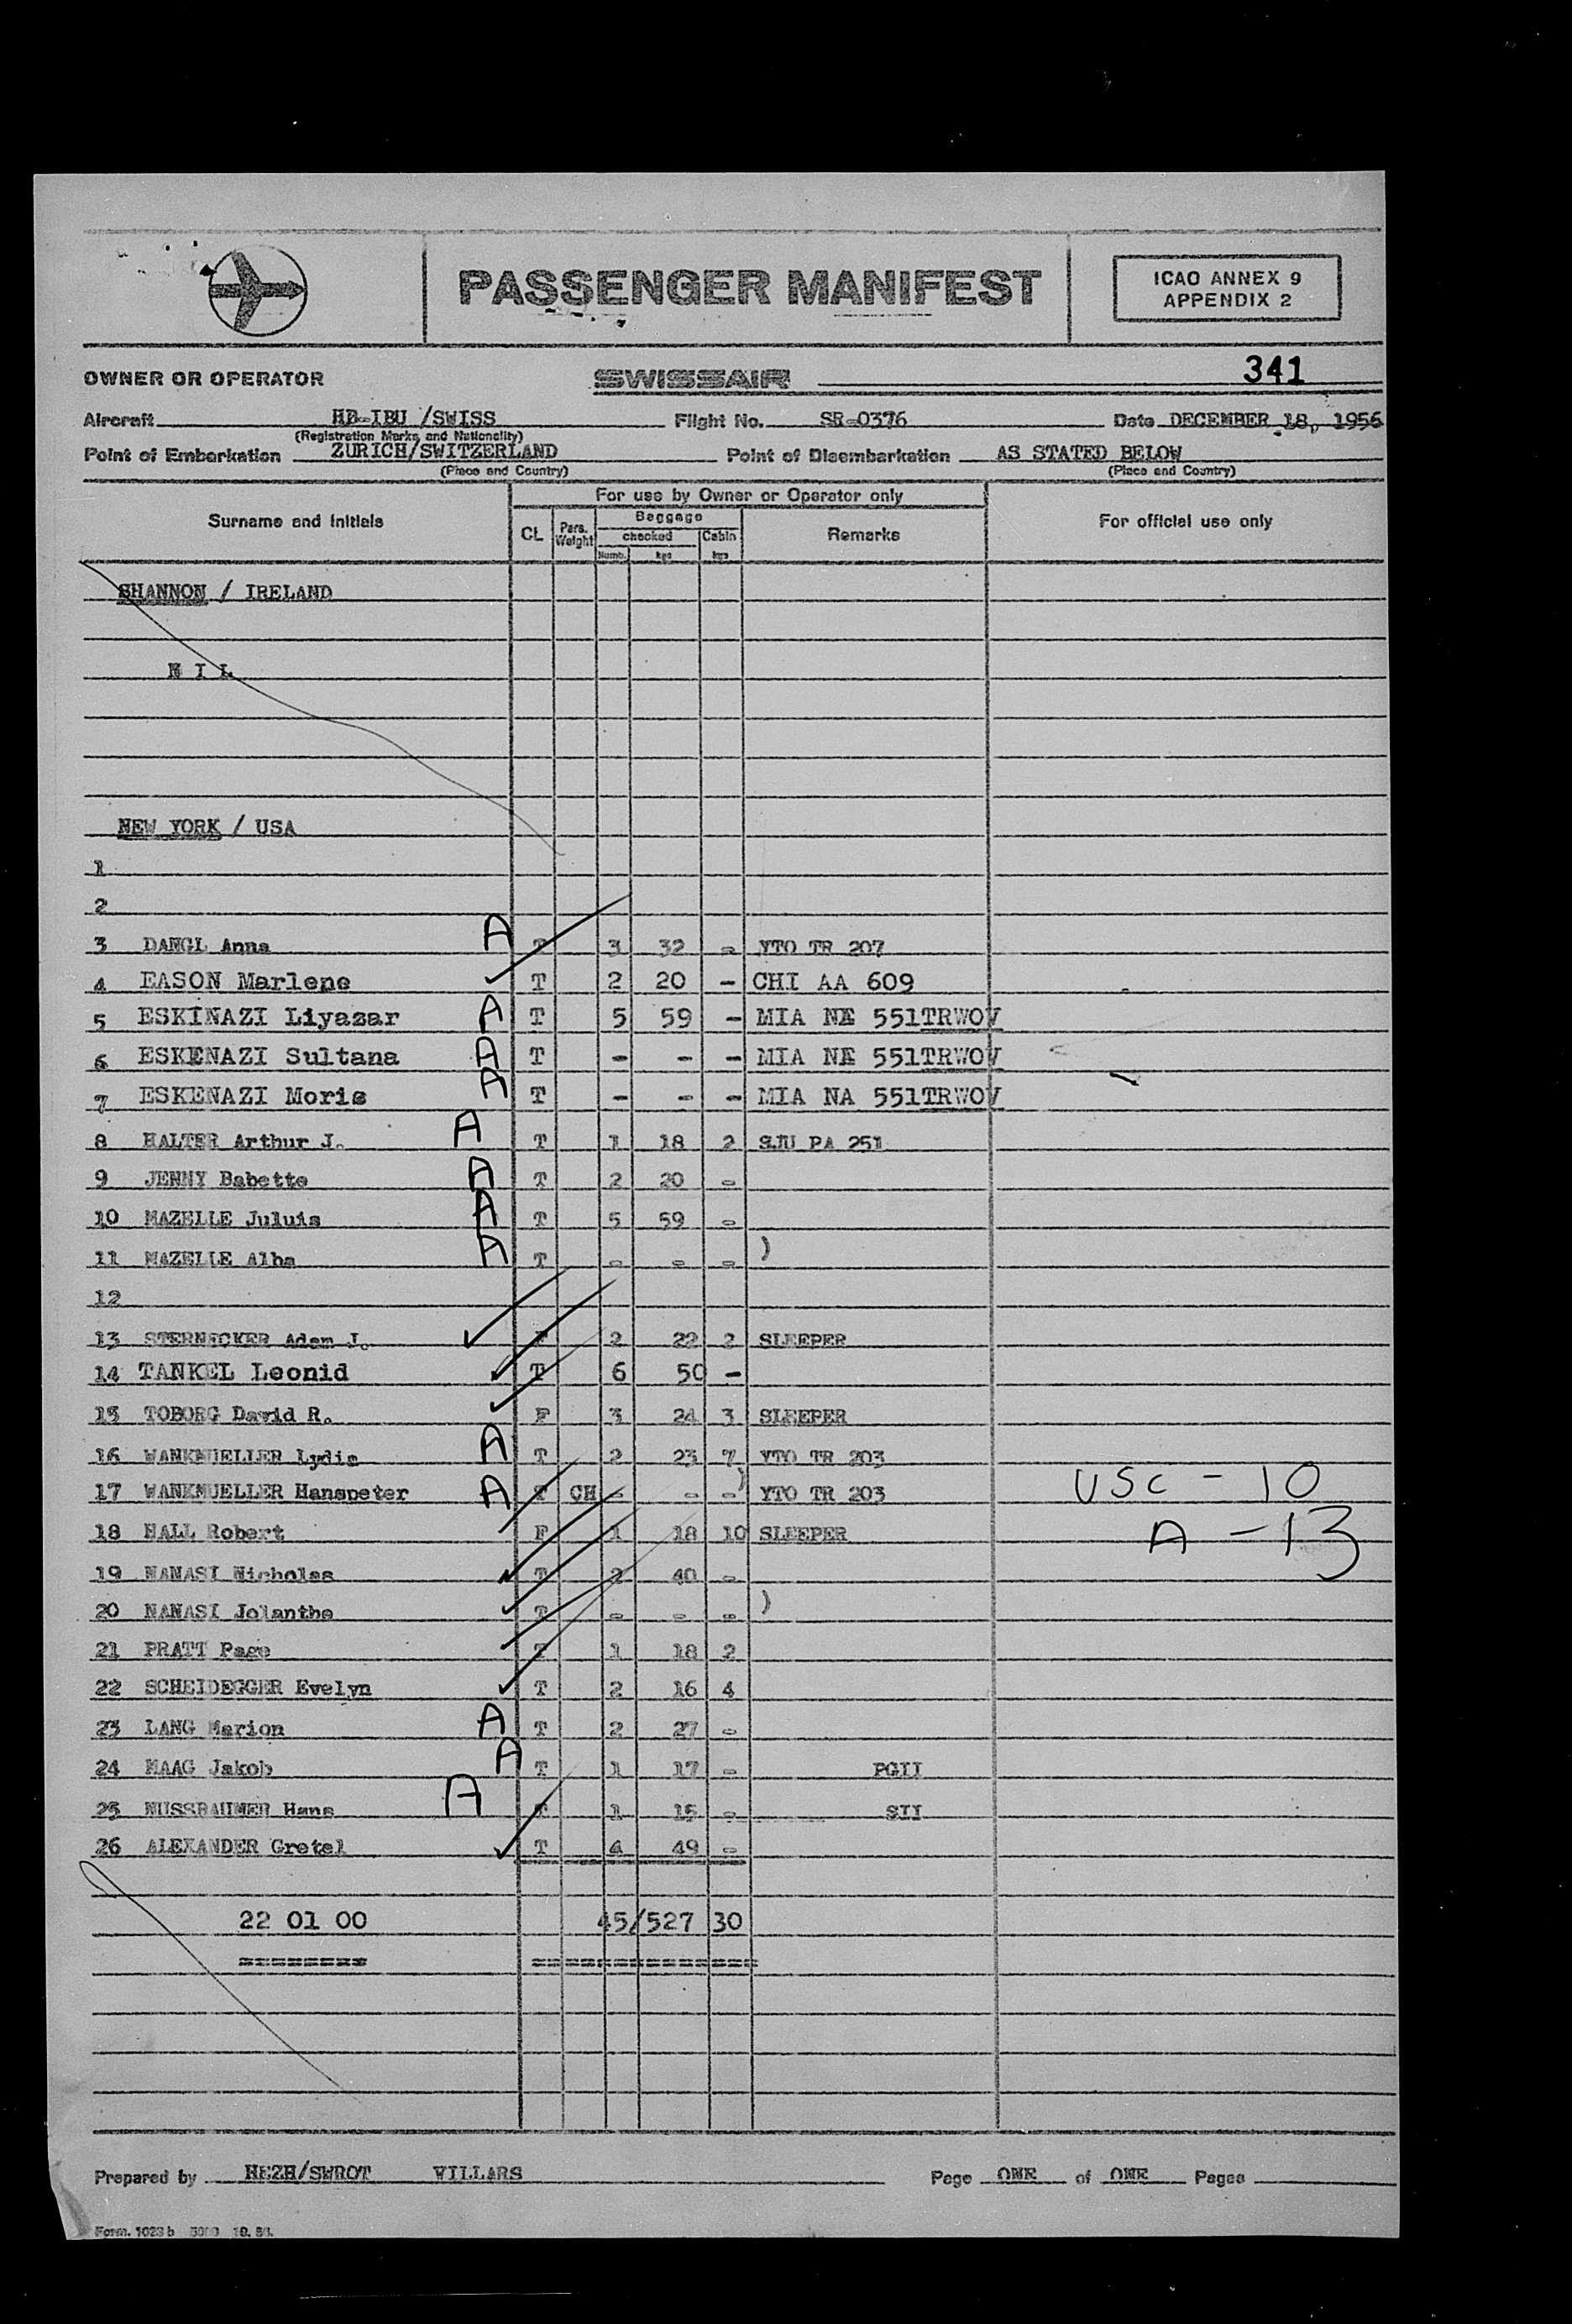 PASSENGER MANIFEST
ICAO ANNEX 9
APPENDIX 2
341
OWNER OR OPERATOR SWISSAIR
Aircraft HB-IBU /SWISS Flight No. SR-0376 Date DECEMBER 18, 1956
(Registration Marks and Nationality)
Point of Embarkation ZURICH/SWITZERLAND Point of Disembarkation AS STATED BELOW
(Place and Country) (Place and Country)
For use by Owner or Operator only
Surname and Initials CL Pars. Weight Baggage Remarks For official use only
checked Cabin
Numb. kgs kgs
SHANNON / IRELAND
N I L
NEW YORK / USA
1
2
3 DANGL Anna A T 3 32 - YTO TR 207
4 EASON Marlene T 2 20 - CHI AA 609
5 ESKINAZI Liyazar A T 5 59 - MIA NE 551TRWOV
6 ESKENAZI Sultana A T - - - MIA NE 551TRWOV
7 ESKENAZI Moris A T - - - MIA NA 551TRWOV
8 HALTER Arthur J. A T 1 18 2 SJU PA 251
9 JENNY Babette A T 2 20 -
10 MAZELLE Juluis A T 5 59 -
11 MAZELLE Alba A T - - - )
12
13 STERNECKER Adam J. F 2 22 2 SLEEPER
14 TANKEL Leonid T 6 50 -
15 TOBORG David R. F 3 24 3 SLEEPER
16 WANKMUELLER Lydia A T 2 23 7 YTO TR 203
17 WANKMUELLER Hanspeter A T CH - - - ) YTO TR 203 USC - 10
18 HALL Robert F 1 18 10 SLEEPER A - 13
19 NANASI Nicholas T 2 40 -
20 NANASI Jolanthe T - - - )
21 PRATT Page T 1 18 2
22 SCHEIDEGGER Evelyn T 2 16 4
23 LANG Marion A T 2 27 -
24 MAAG Jakob A T 1 17 - PGII
25 NUSSBAUMER Hans A T 1 15 - SII
26 ALEXANDER Gretel T 4 49 -
22 01 00 45/527 30
======== =============
Prepared by HEZH/SWROT VILLARS Page ONE of ONE Pages
Form. 1023 b